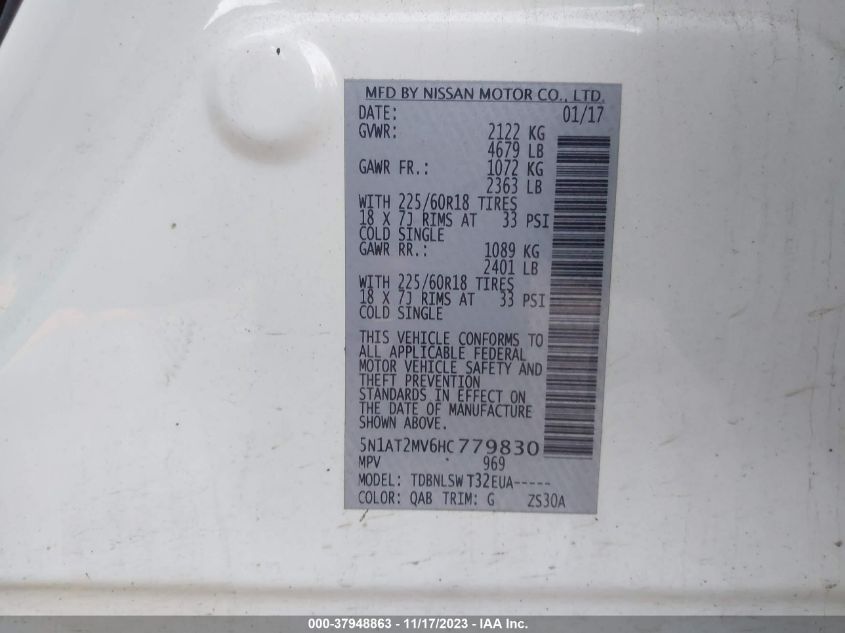 MFD BY NISSAN MOTOR CO., LTD.
DATE: 01/17
GVWR: 2122 KG
4679 LB
GAWR FR.: 1072 KG
2363 LB
WITH 225/60R18 TIRES
18 X 7J RIMS AT 33 PSI
COLD SINGLE
GAWR RR.: 1089 KG
2401 LB
WITH 225/60R18 TIRES
18 X 7J RIMS AT 33 PSI
COLD SINGLE
THIS VEHICLE CONFORMS TO
ALL APPLICABLE FEDERAL
MOTOR VEHICLE SAFETY AND
THEFT PREVENTION
STANDARDS IN EFFECT ON
THE DATE OF MANUFACTURE
SHOWN ABOVE.
5N1AT2MV6HC779830
MPV 969
MODEL: TDBNLSW T32EUA-----
COLOR: QAB TRIM: G ZS30A
000-37948863 - 11/17/2023 - IAA Inc.